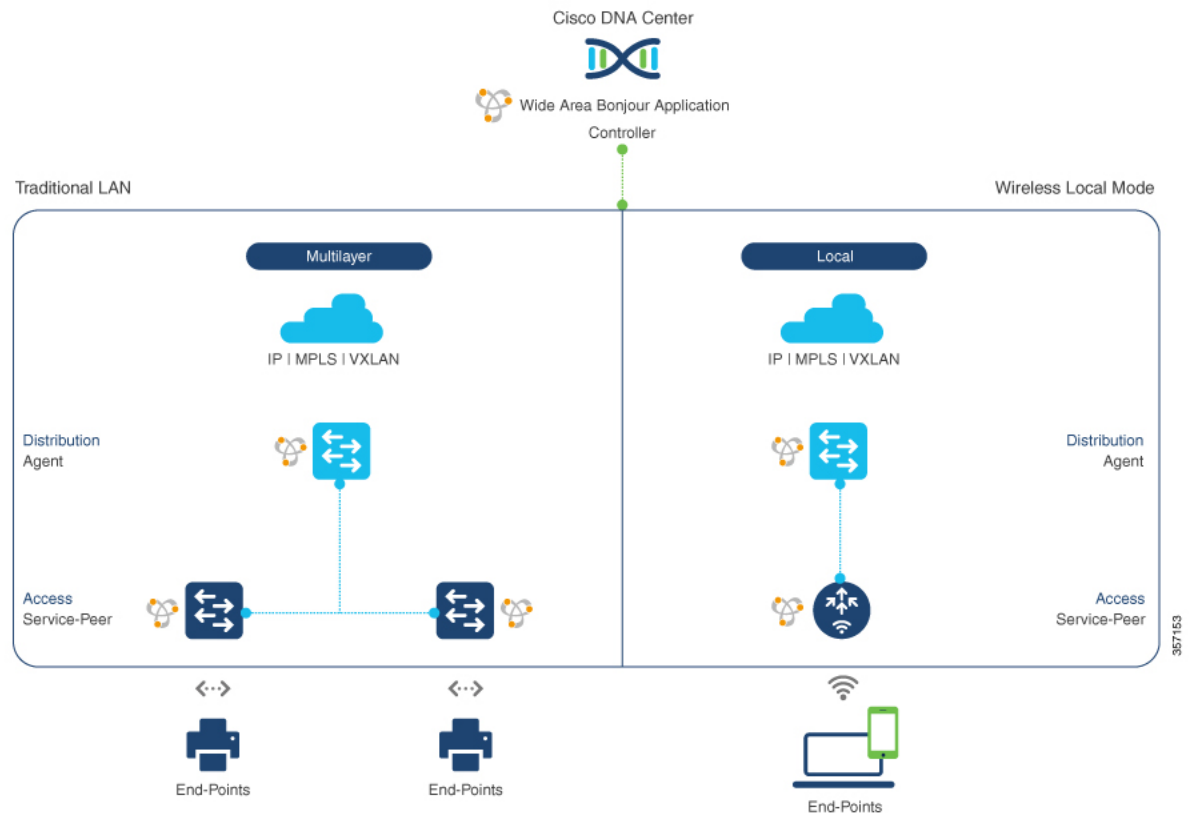 Cisco DNA Center
Wide Area Bonjour Application
Controller
Traditional LAN
Wireless Local Mode
Multilayer
Local
IP | MPLS | VXLAN
IP | MPLS | VXLAN
Distribution
Agent
Distribution
Agent
Access
Service-Peer
Access
Service-Peer
357153
End-Points
End-Points
End-Points